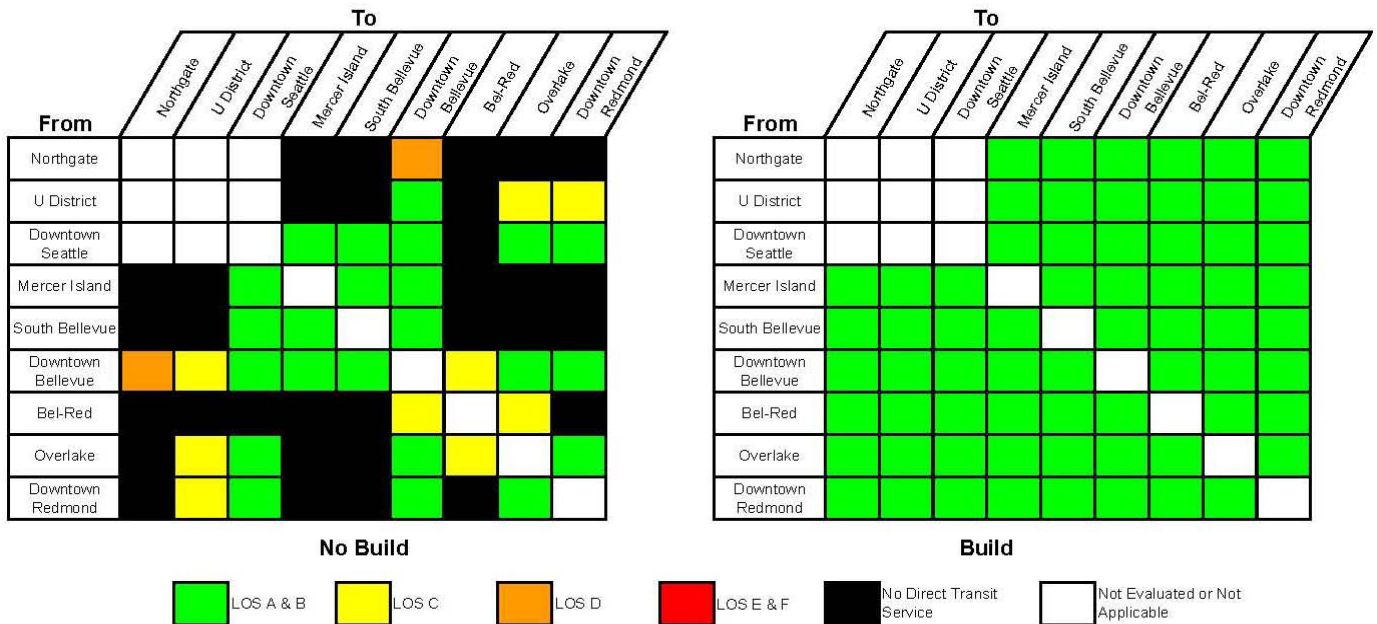 To
Northgate
U District
Downtown
Seattle
Mercer Island
South Bellevue
Downtown
Bellevue
Bel-Red
Overlake
Downtown
Redmond
From
Northgate
U District
Downtown
Seattle
Mercer Island
South Bellevue
Downtown
Bellevue
Bel-Red
Overlake
Downtown
Redmond
No Build
To
Northgate
U District
Downtown
Seattle
Mercer Island
South Bellevue
Downtown
Bellevue
Bel-Red
Overlake
Downtown
Redmond
From
Northgate
U District
Downtown
Seattle
Mercer Island
South Bellevue
Downtown
Bellevue
Bel-Red
Overlake
Downtown
Redmond
Build
LOS A & B
LOS C
LOS D
LOS E & F
No Direct Transit
Service
Not Evaluated or Not
Applicable